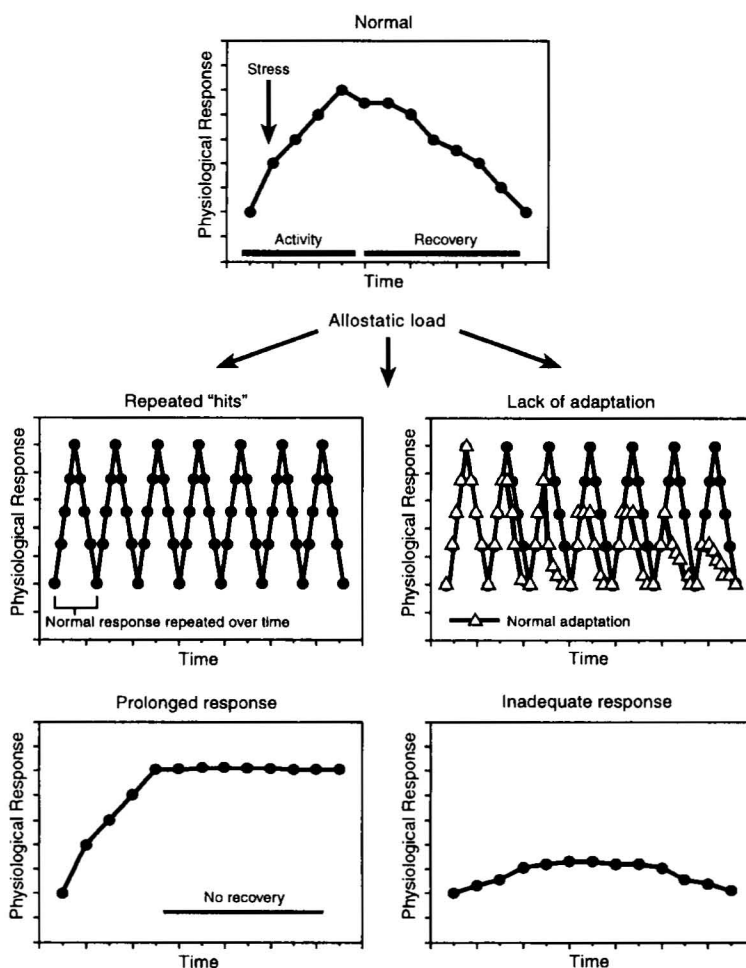 Normal
Stress
Physiological Response
Activity
Recovery
Time
Allostatic load
Repeated "hits"
Physiological Response
Normal response repeated over time
Time
Lack of adaptation
Physiological Response
Normal adaptation
Time
Prolonged response
Physiological Response
No recovery
Time
Inadequate response
Physiological Response
Time